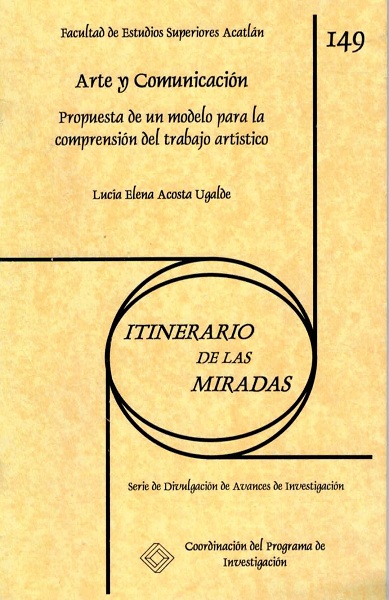 Facultad de Estudios Superiores Acatlán
149
Arte y Comunicación
Propuesta de un modelo para la
comprensión del trabajo artístico
Lucía Elena Acosta Ugalde
ITINERARIO
DE LAS
MIRADAS
Serie de Divulgación de Avances de Investigación
Coordinación del Programa de
Investigación